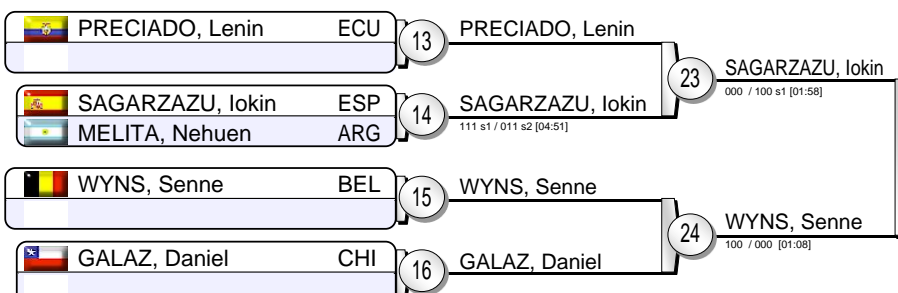 PRECIADO, Lenin ECU
13
PRECIADO, Lenin
23
SAGARZAZU, Iokin
000 / 100 s1 [01:58]
SAGARZAZU, Iokin ESP
MELITA, Nehuen ARG
14
SAGARZAZU, Iokin
111 s1 / 011 s2 [04:51]
WYNS, Senne BEL
15
WYNS, Senne
24
WYNS, Senne
100 / 000 [01:08]
GALAZ, Daniel CHI
16
GALAZ, Daniel